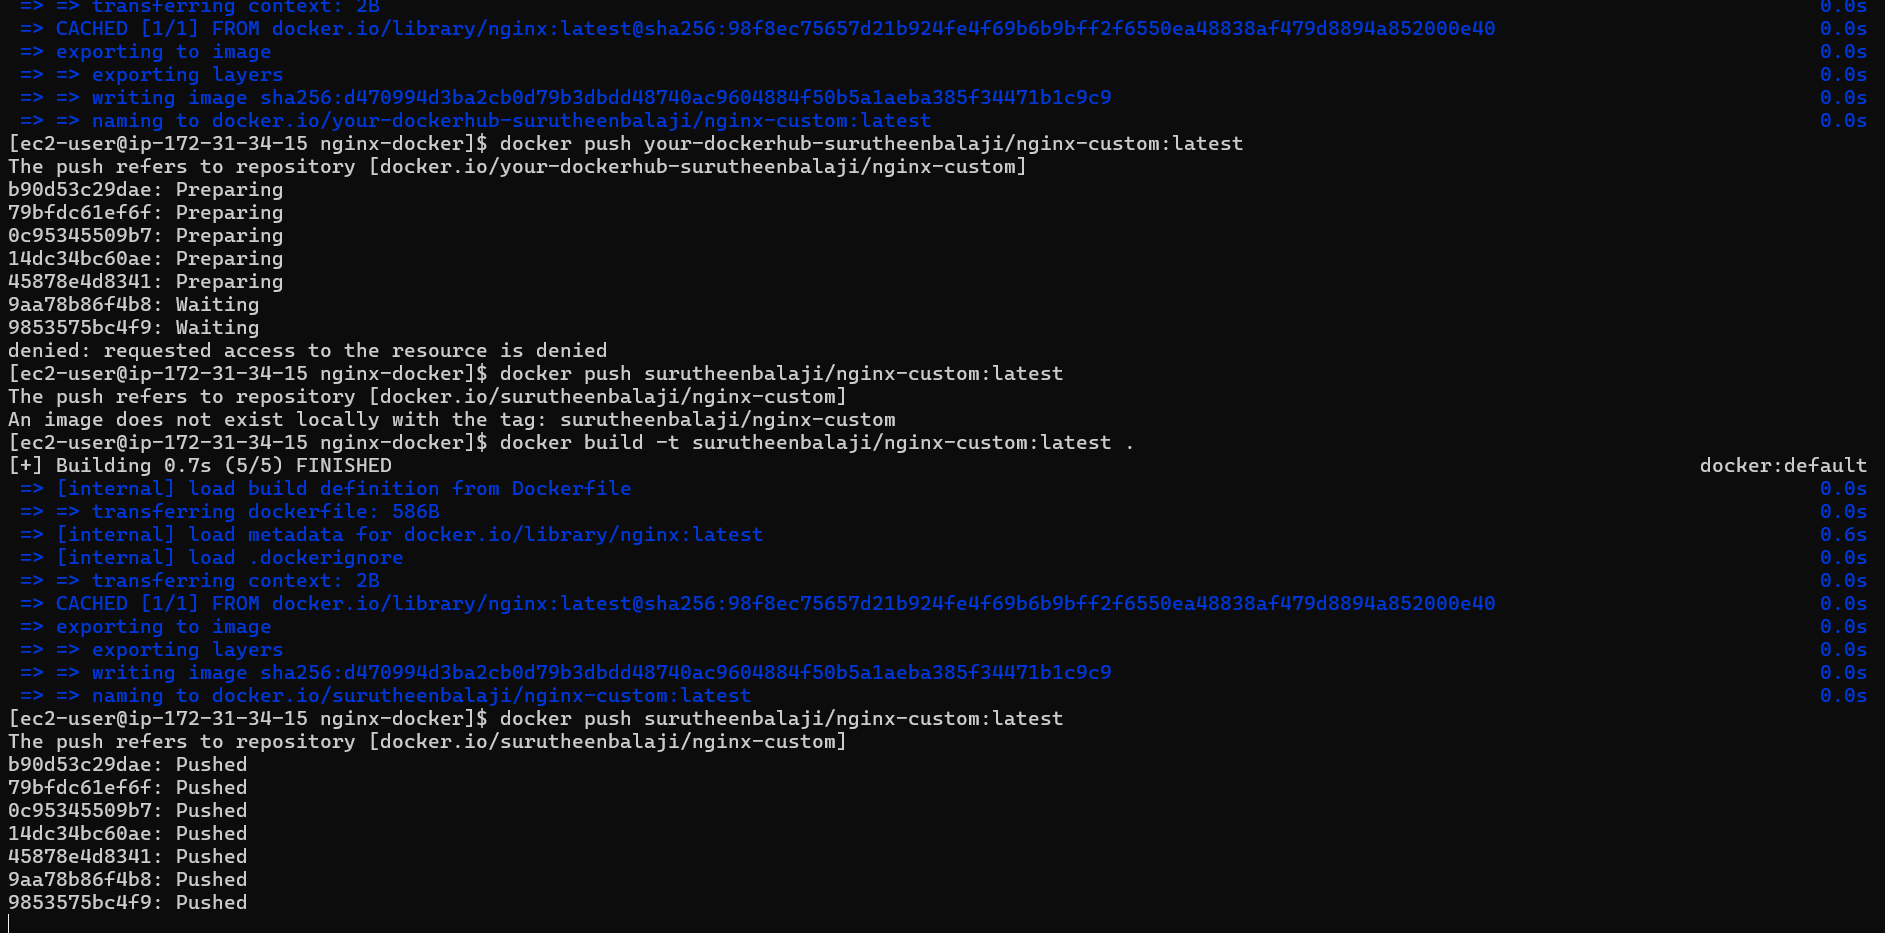 => => transferring context: 2B 0.0s
=> CACHED [1/1] FROM docker.io/library/nginx:latest@sha256:98f8ec75657d21b924fe4f69b6b9bff2f6550ea48838af479d8894a852000e40 0.0s
=> exporting to image 0.0s
=> => exporting layers 0.0s
=> => writing image sha256:d470994d3ba2cb0d79b3dbdd48740ac9604884f50b5a1aeba385f34471b1c9c9 0.0s
=> => naming to docker.io/your-dockerhub-surutheenbalaji/nginx-custom:latest 0.0s
[ec2-user@ip-172-31-34-15 nginx-docker]$ docker push your-dockerhub-surutheenbalaji/nginx-custom:latest
The push refers to repository [docker.io/your-dockerhub-surutheenbalaji/nginx-custom]
b90d53c29dae: Preparing
79bfdc61ef6f: Preparing
0c95345509b7: Preparing
14dc34bc60ae: Preparing
45878e4d8341: Preparing
9aa78b86f4b8: Waiting
9853575bc4f9: Waiting
denied: requested access to the resource is denied
[ec2-user@ip-172-31-34-15 nginx-docker]$ docker push surutheenbalaji/nginx-custom:latest
The push refers to repository [docker.io/surutheenbalaji/nginx-custom]
An image does not exist locally with the tag: surutheenbalaji/nginx-custom
[ec2-user@ip-172-31-34-15 nginx-docker]$ docker build -t surutheenbalaji/nginx-custom:latest .
[+] Building 0.7s (5/5) FINISHED docker:default
=> [internal] load build definition from Dockerfile 0.0s
=> => transferring dockerfile: 586B 0.0s
=> [internal] load metadata for docker.io/library/nginx:latest 0.6s
=> [internal] load .dockerignore 0.0s
=> => transferring context: 2B 0.0s
=> CACHED [1/1] FROM docker.io/library/nginx:latest@sha256:98f8ec75657d21b924fe4f69b6b9bff2f6550ea48838af479d8894a852000e40 0.0s
=> exporting to image 0.0s
=> => exporting layers 0.0s
=> => writing image sha256:d470994d3ba2cb0d79b3dbdd48740ac9604884f50b5a1aeba385f34471b1c9c9 0.0s
=> => naming to docker.io/surutheenbalaji/nginx-custom:latest 0.0s
[ec2-user@ip-172-31-34-15 nginx-docker]$ docker push surutheenbalaji/nginx-custom:latest
The push refers to repository [docker.io/surutheenbalaji/nginx-custom]
b90d53c29dae: Pushed
79bfdc61ef6f: Pushed
0c95345509b7: Pushed
14dc34bc60ae: Pushed
45878e4d8341: Pushed
9aa78b86f4b8: Pushed
9853575bc4f9: Pushed